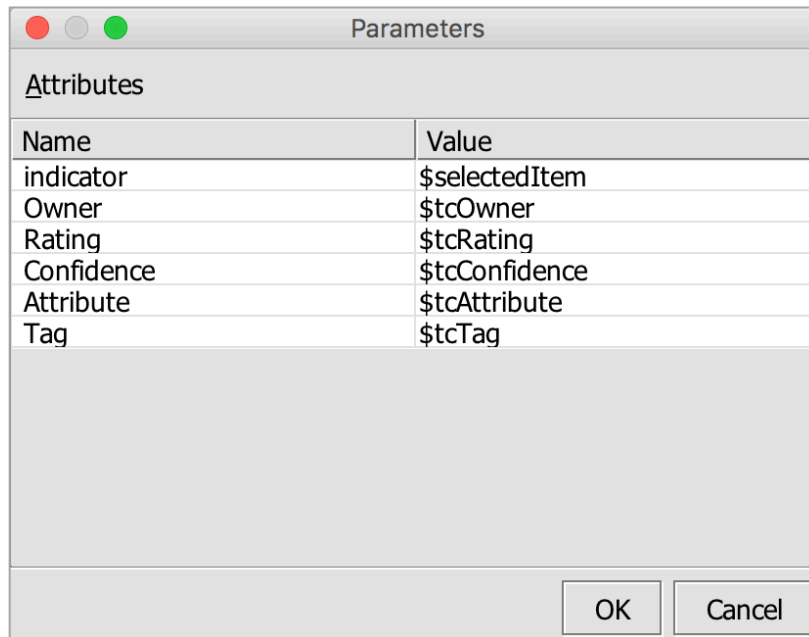 Parameters
Attributes
Name Value
indicator $selectedItem
Owner $tcOwner
Rating $tcRating
Confidence $tcConfidence
Attribute $tcAttribute
Tag $tcTag
OK Cancel